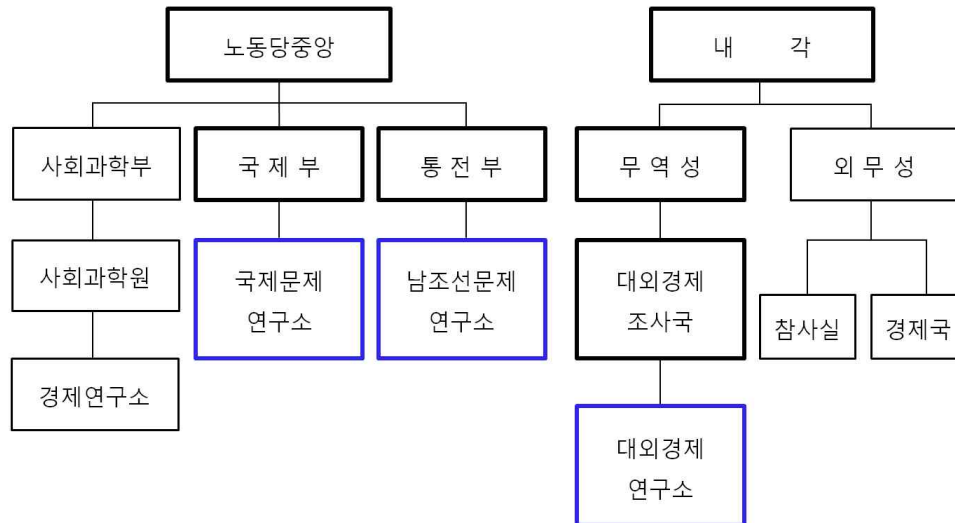 노동당중앙
내 각
사회과학부
국 제 부
통 전 부
무 역 성
외 무 성
사회과학원
국제문제
연구소
남조선문제
연구소
대외경제
조사국
참사실
경제국
경제연구소
대외경제
연구소